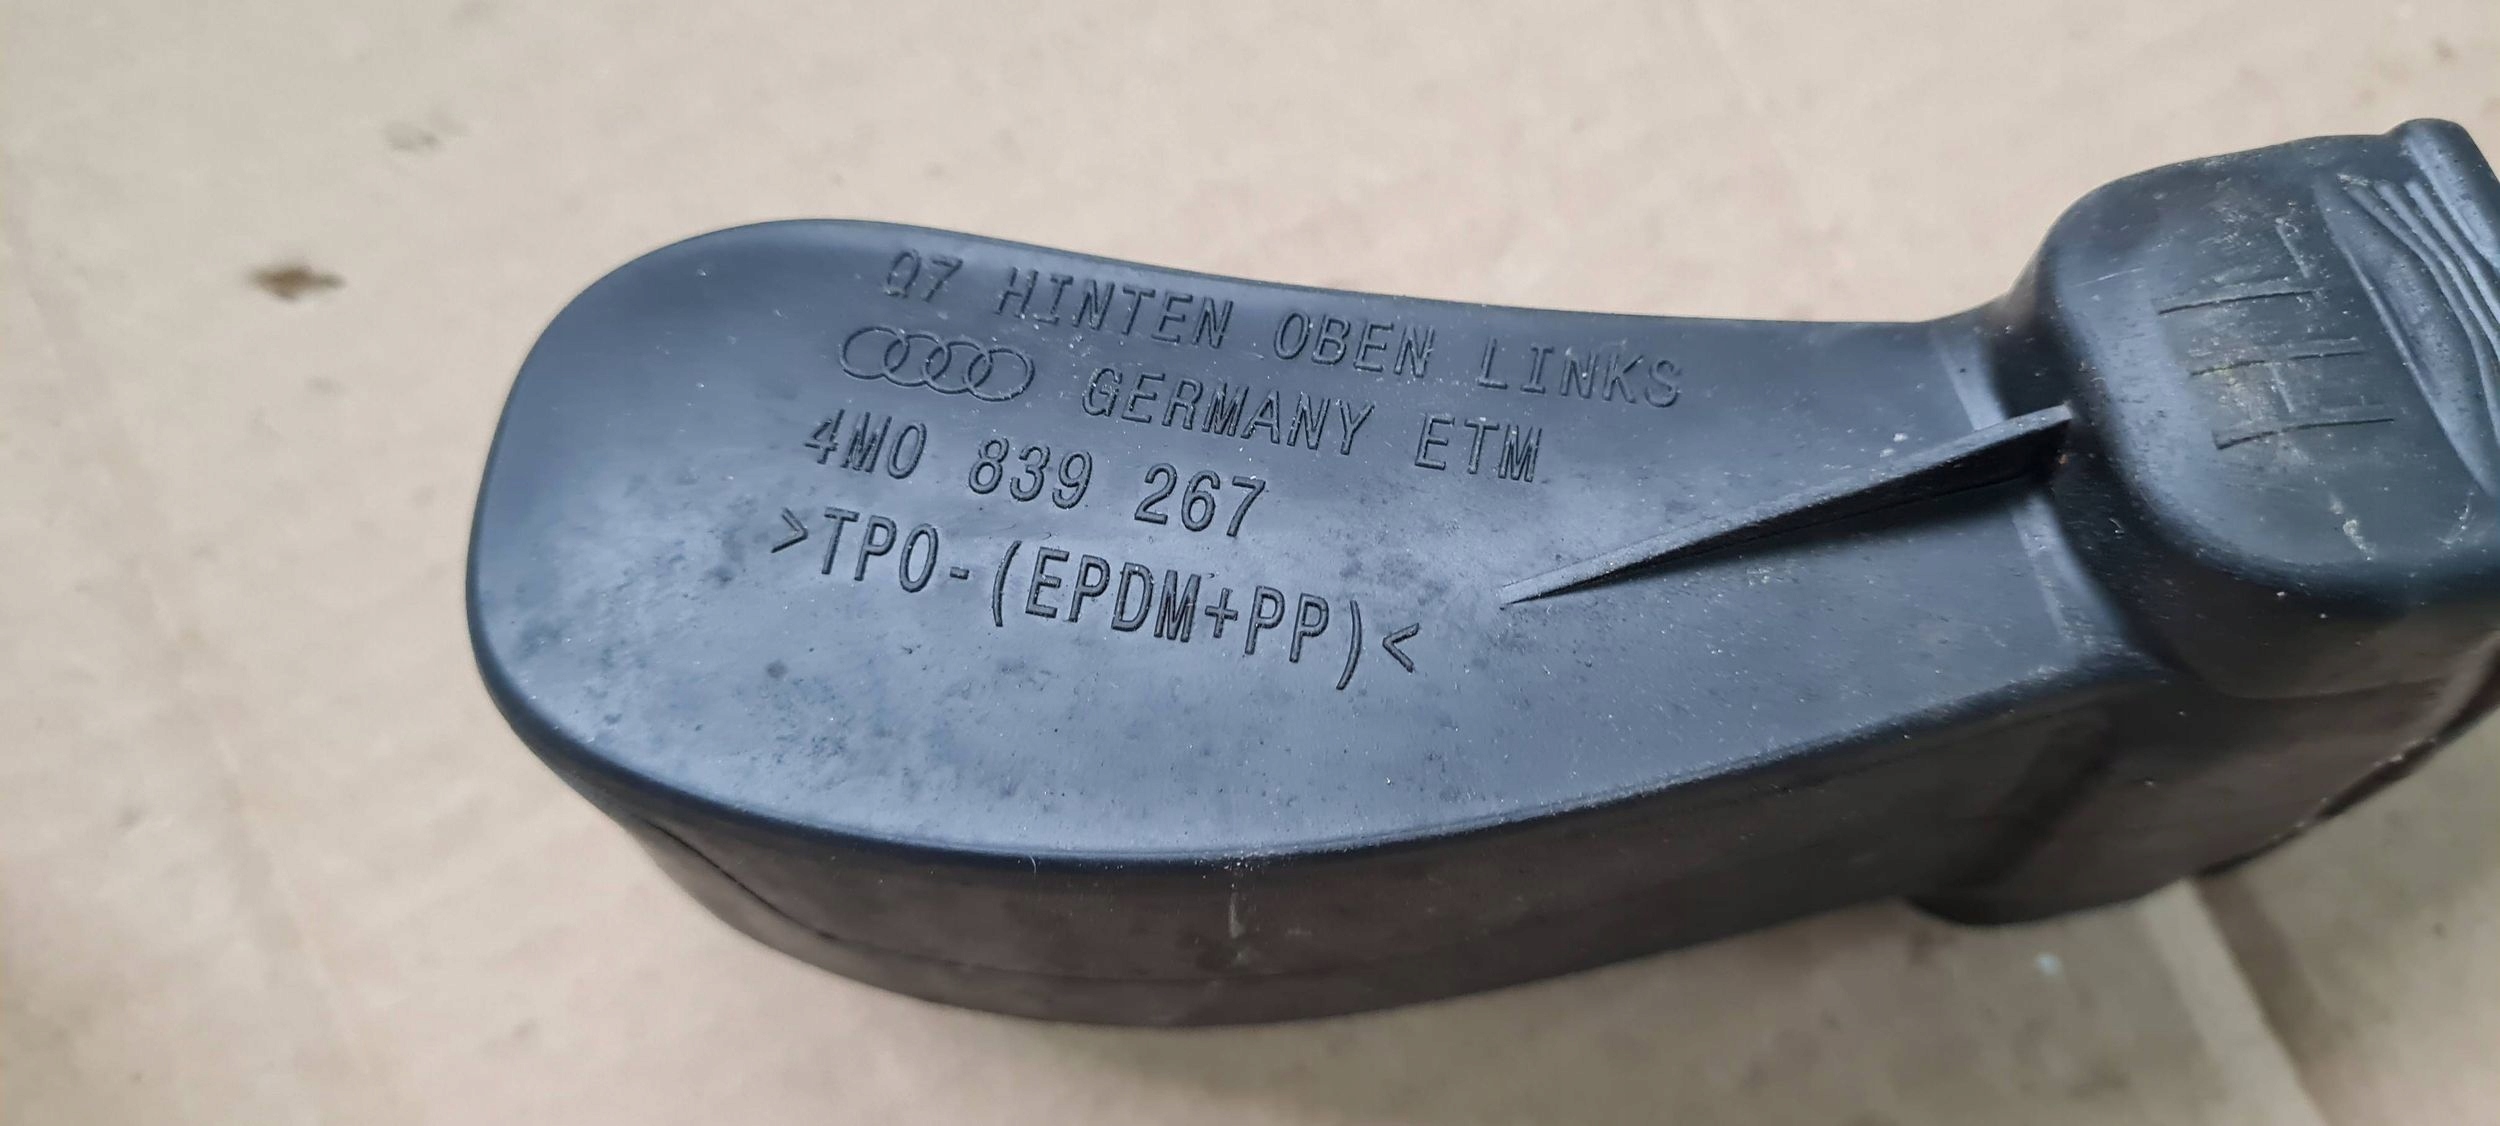 Q7 HINTEN OBEN LINKS
GERMANY ETM
4M0 839 267
>TPO-(EPDM+PP)<